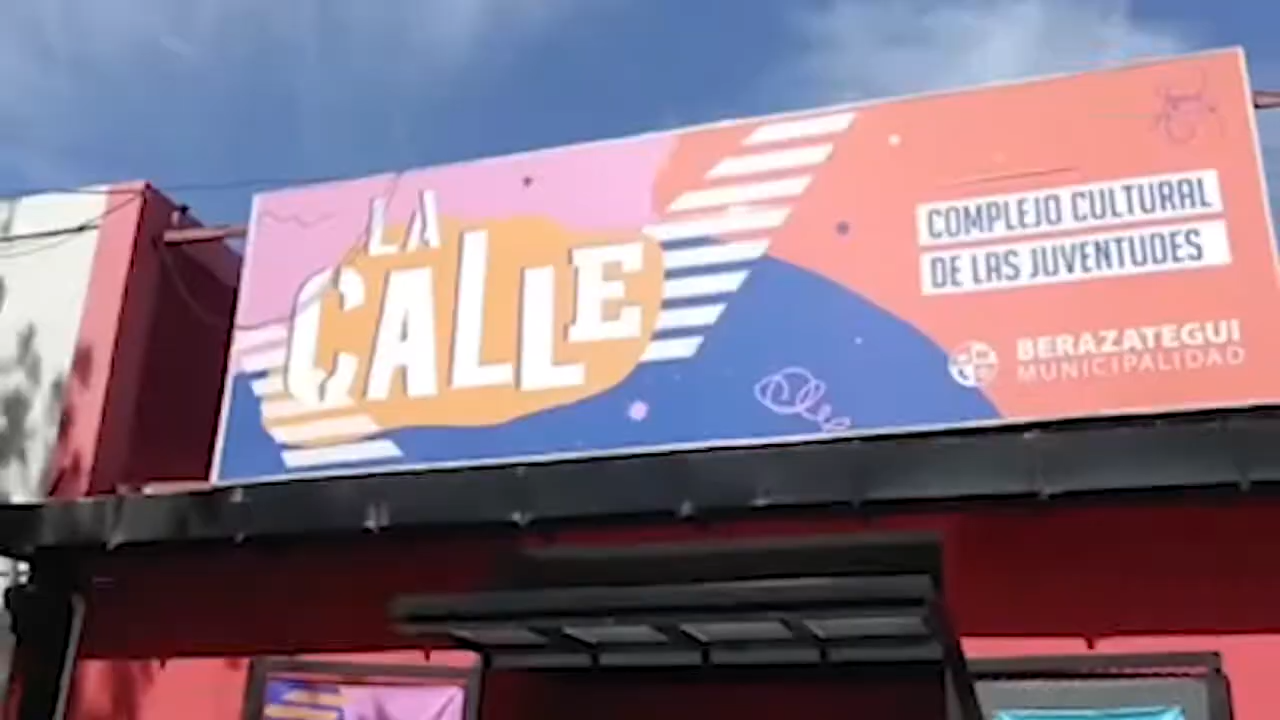 LA
CALLE
COMPLEJO CULTURAL
DE LAS JUVENTUDES
BERAZATEGUI
MUNICIPALIDAD